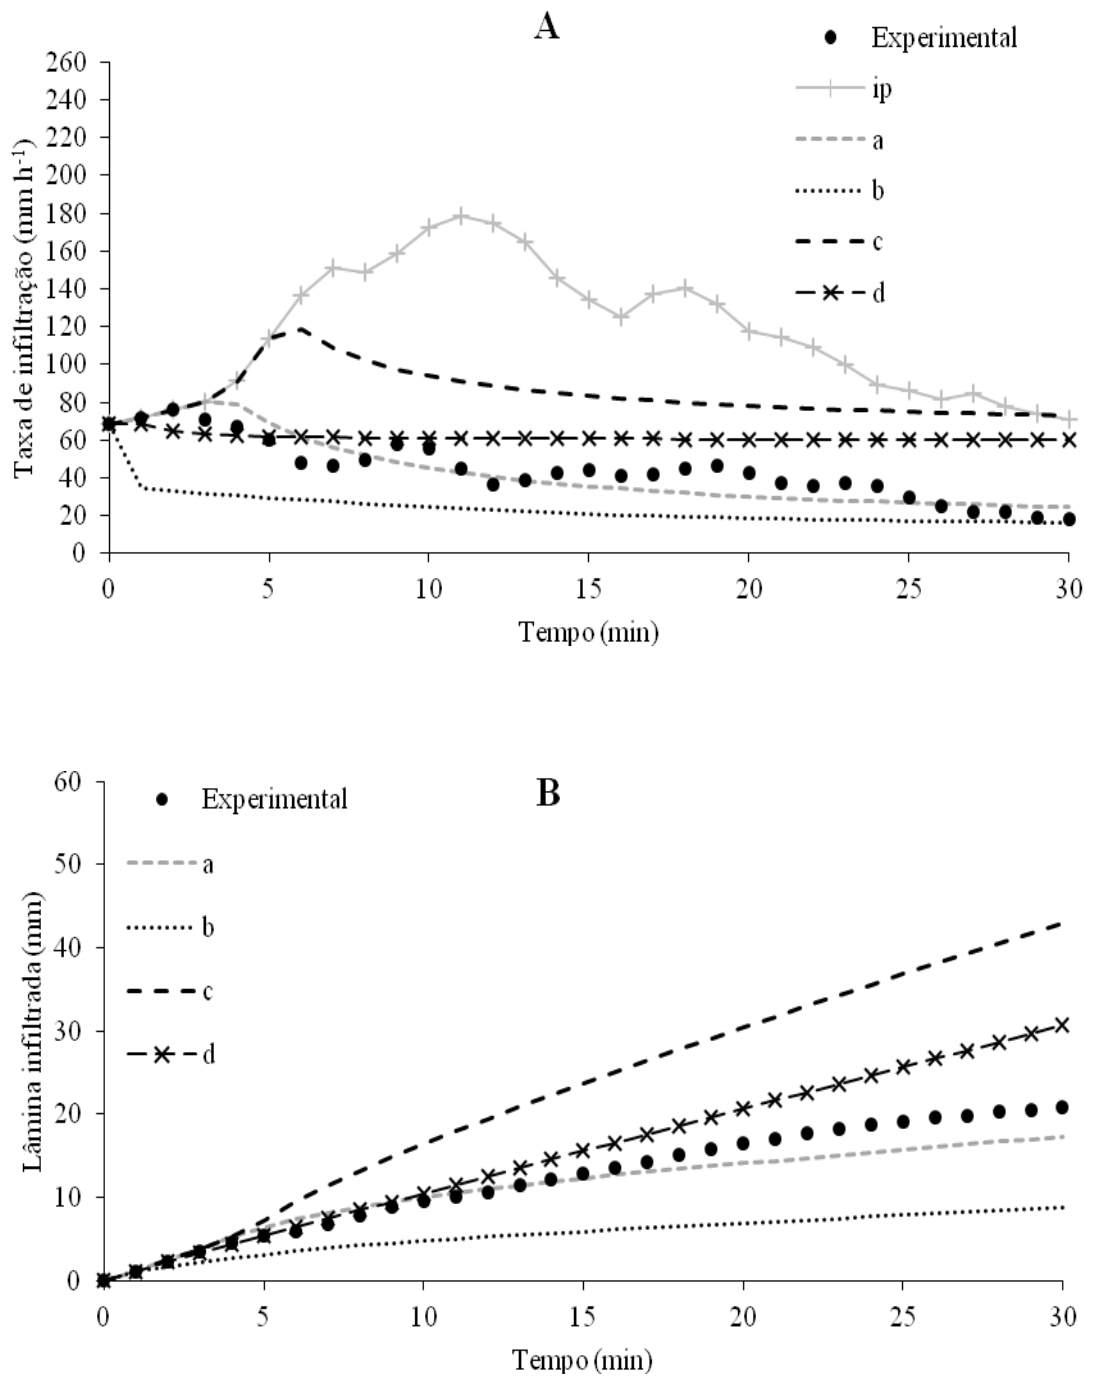 A
Experimental
ip
a
b
c
d
260
240
220
200
180
160
140
120
100
80
60
40
20
0
Taxa de infiltração (mm h⁻¹)
0 5 10 15 20 25 30
Tempo (min)
B
Experimental
a
b
c
d
60
50
40
30
20
10
0
Lâmina infiltrada (mm)
0 5 10 15 20 25 30
Tempo (min)